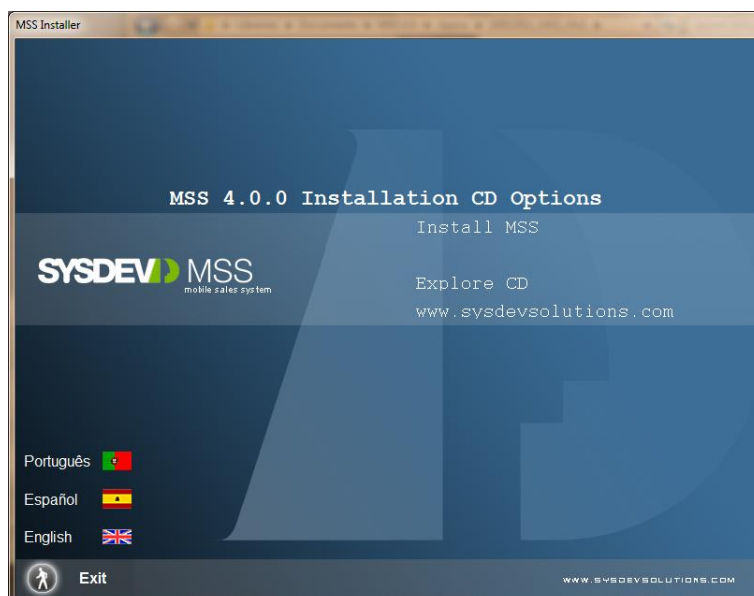 MSS Installer
MSS 4.0.0 Installation CD Options
Install MSS
SYSDEV MSS
mobile sales system
Explore CD
www.sysdevsolutions.com
Português
Español
English
Exit
WWW.SYSDEVSOLUTIONS.COM